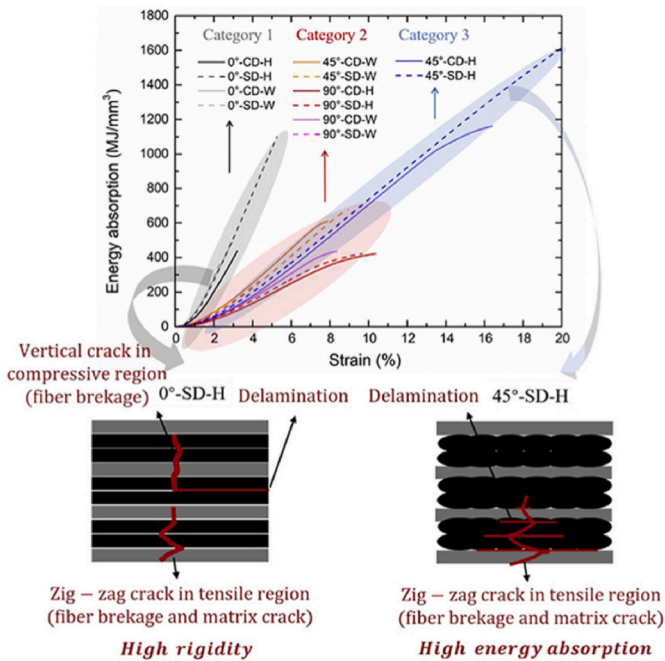 Category 1
Category 2
Category 3
0°-CD-H
0°-SD-H
0°-CD-W
0°-SD-W
45°-CD-W
45°-SD-W
90°-CD-H
90°-SD-H
90°-CD-W
90°-SD-W
45°-CD-H
45°-SD-H
Energy absorption (MJ/mm³)
1800
1600
1400
1200
1000
800
600
400
200
0
0 2 4 6 8 10 12 14 16 18 20
Strain (%)
Vertical crack in
compressive region
(fiber brekage)
0°-SD-H
Delamination
Delamination
45°-SD-H
Zig − zag crack in tensile region
(fiber brekage and matrix crack)
High rigidity
Zig − zag crack in tensile region
(fiber brekage and matrix crack)
High energy absorption